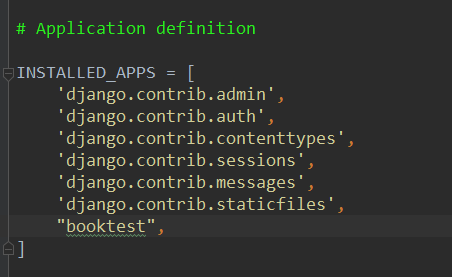 # Application definition
INSTALLED_APPS = [
    'django.contrib.admin',
    'django.contrib.auth',
    'django.contrib.contenttypes',
    'django.contrib.sessions',
    'django.contrib.messages',
    'django.contrib.staticfiles',
    "booktest",
]